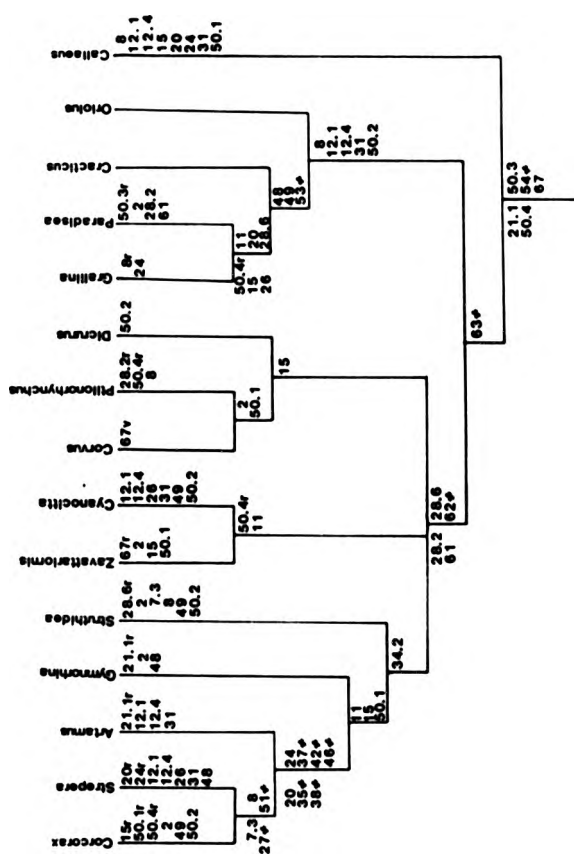 Corcorax
15r
50.1r
50.4r
2
49
50.2
Strepera
20r
24r
12.1
12.4
26
31
48
Artamus
21.1r
12.1
12.4
31
Gymnorhina
21.1r
2
48
Struthidea
28.6r
2
7.3
8
49
50.2
Zavattariornis
67r
2
15
50.1
Cyanocitta
12.1
12.4
26
31
49
50.2
Corvus
67v
Ptilonorhynchus
28.2r
50.4r
8
Dicrurus
50.2
Grallina
8r
24
Paradisea
50.3r
2
28.2
61
Cracticus
Oriolus
Callaeus
8
12.1
12.4
15
20
24
31
50.1
7.3
27≠
8
51≠
20
35≠
38≠
24
37≠
42≠
46≠
11
15
50.1
34.2
50.4r
11
2
50.1
15
28.2
61
28.6
62≠
50.4r
15
26
11
20
28.6
48
49
53≠
8
12.1
12.4
31
50.2
63≠
21.1
50.4
50.3
54≠
67